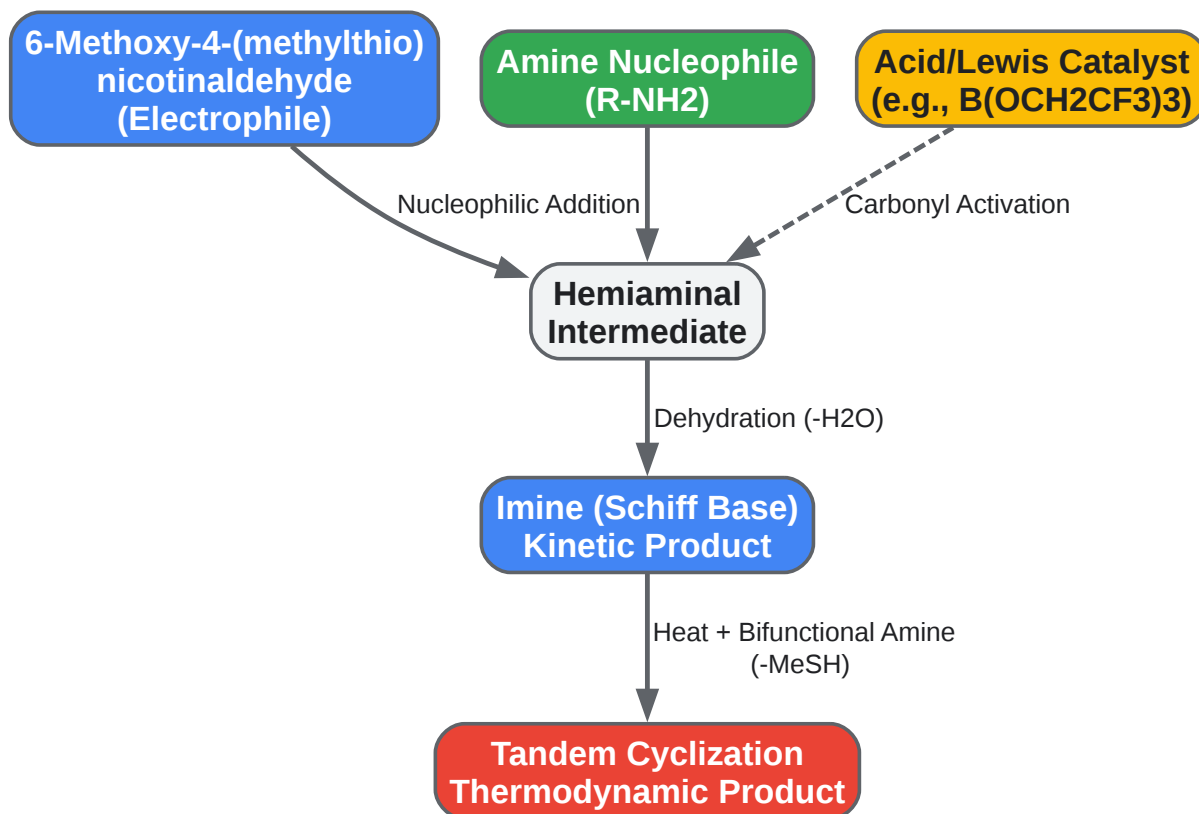 6-Methoxy-4-(methylthio)
nicotinaldehyde
(Electrophile)
Amine Nucleophile
(R-NH2)
Acid/Lewis Catalyst
(e.g., B(OCH2CF3)3)
Nucleophilic Addition
Carbonyl Activation
Hemiaminal
Intermediate
Dehydration (-H2O)
Imine (Schiff Base)
Kinetic Product
Heat + Bifunctional Amine
(-MeSH)
Tandem Cyclization
Thermodynamic Product